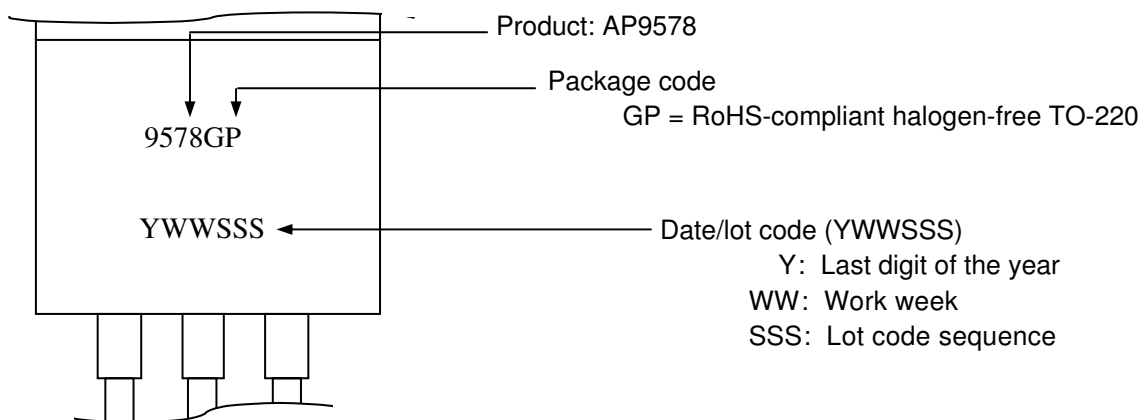 Product: AP9578
Package code
GP = RoHS-compliant halogen-free TO-220
9578GP
YWWSSS
Date/lot code (YWWSSS)
Y: Last digit of the year
WW: Work week
SSS: Lot code sequence